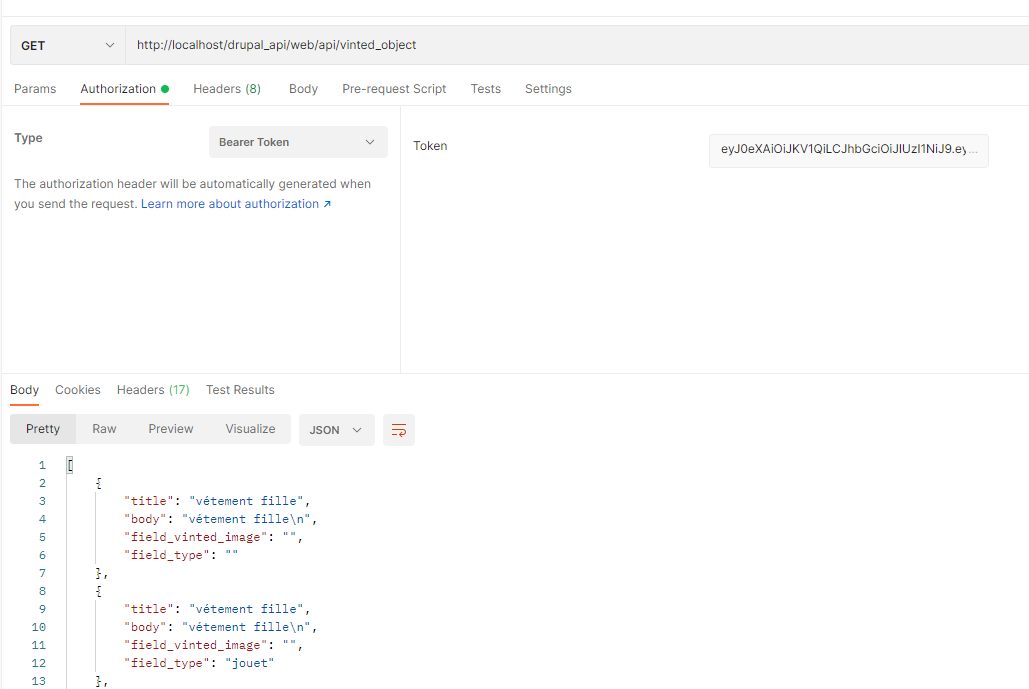 GET http://localhost/drupal_api/web/api/vinted_object
Params Authorization Headers (8) Body Pre-request Script Tests Settings
Type Bearer Token Token eyJ0eXAiOiJKV1QiLCJhbGciOiJIUzI1NiJ9.ey...
The authorization header will be automatically generated when
you send the request. Learn more about authorization ↗
Body Cookies Headers (17) Test Results
Pretty Raw Preview Visualize JSON
1 [
2 {
3 "title": "vétement fille",
4 "body": "vétement fille\n",
5 "field_vinted_image": "",
6 "field_type": ""
7 },
8 {
9 "title": "vétement fille",
10 "body": "vétement fille\n",
11 "field_vinted_image": "",
12 "field_type": "jouet"
13 },